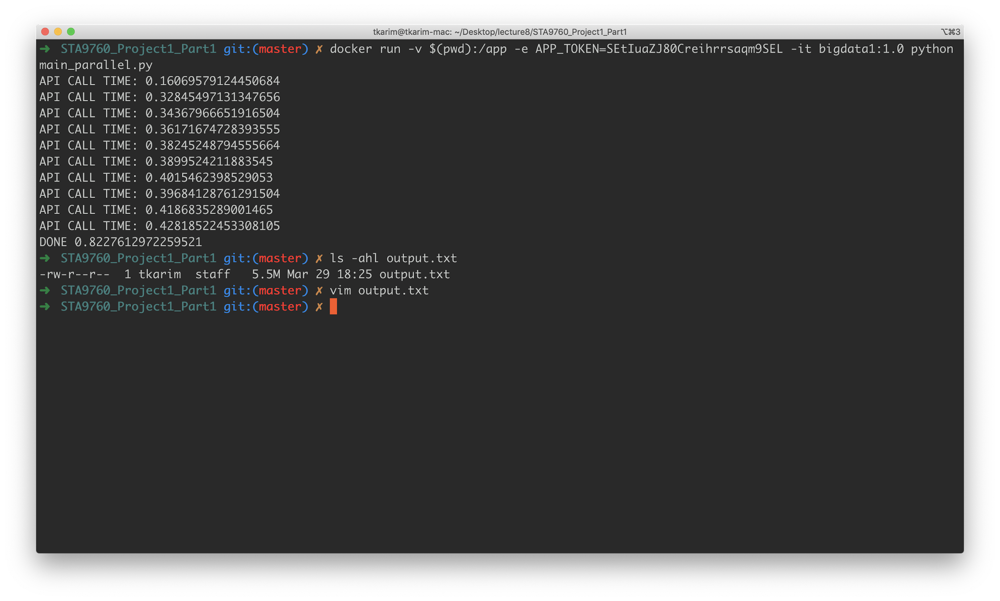 tkarim@tkarim-mac: ~/Desktop/lecture8/STA9760_Project1_Part1 ⌥⌘3
➜ STA9760_Project1_Part1 git:(master) ✗ docker run -v $(pwd):/app -e APP_TOKEN=SEtIuaZJ80Creihrrsaqm9SEL -it bigdata1:1.0 python
main_parallel.py
API CALL TIME: 0.16069579124450684
API CALL TIME: 0.32845497131347656
API CALL TIME: 0.34367966651916504
API CALL TIME: 0.36171674728393555
API CALL TIME: 0.38245248794555664
API CALL TIME: 0.3899524211883545
API CALL TIME: 0.4015462398529053
API CALL TIME: 0.39684128761291504
API CALL TIME: 0.4186835289001465
API CALL TIME: 0.42818522453308105
DONE 0.8227612972259521
➜ STA9760_Project1_Part1 git:(master) ✗ ls -ahl output.txt
-rw-r--r--  1 tkarim  staff   5.5M Mar 29 18:25 output.txt
➜ STA9760_Project1_Part1 git:(master) ✗ vim output.txt
➜ STA9760_Project1_Part1 git:(master) ✗